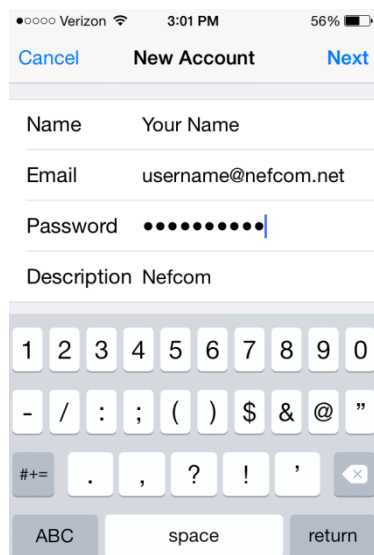 Verizon 3:01 PM 56%
Cancel New Account Next
Name Your Name
Email username@nefcom.net
Password ••••••••••
Description Nefcom
1 2 3 4 5 6 7 8 9 0
- / : ; ( ) $ & @ ”
#+= . , ? ! ’
ABC space return